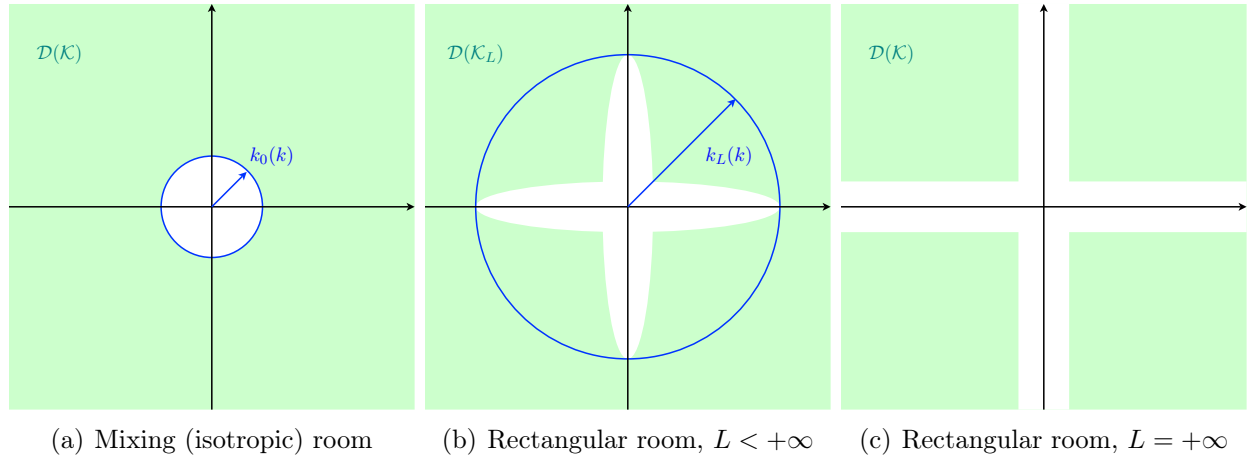 𝒟(𝒦)
k₀(k)
(a) Mixing (isotropic) room
𝒟(𝒦_L)
k_L(k)
(b) Rectangular room, L < +∞
𝒟(𝒦)
(c) Rectangular room, L = +∞